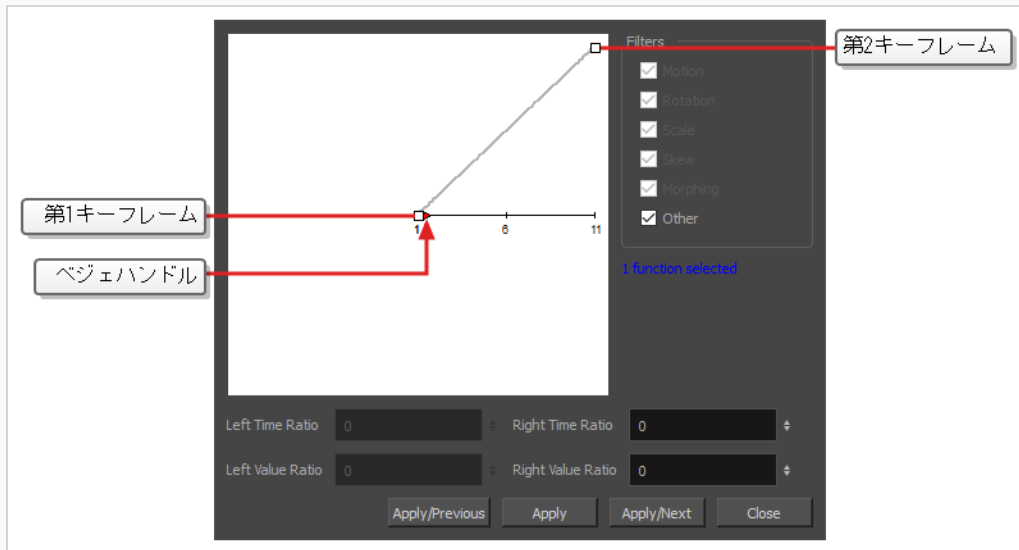 Filters
第2キーフレーム
Motion
Rotation
Scale
Skew
Morphing
Other
第1キーフレーム
1 6 11
ベジェハンドル
1 function selected
Left Time Ratio 0 Right Time Ratio 0
Left Value Ratio 0 Right Value Ratio 0
Apply/Previous Apply Apply/Next Close